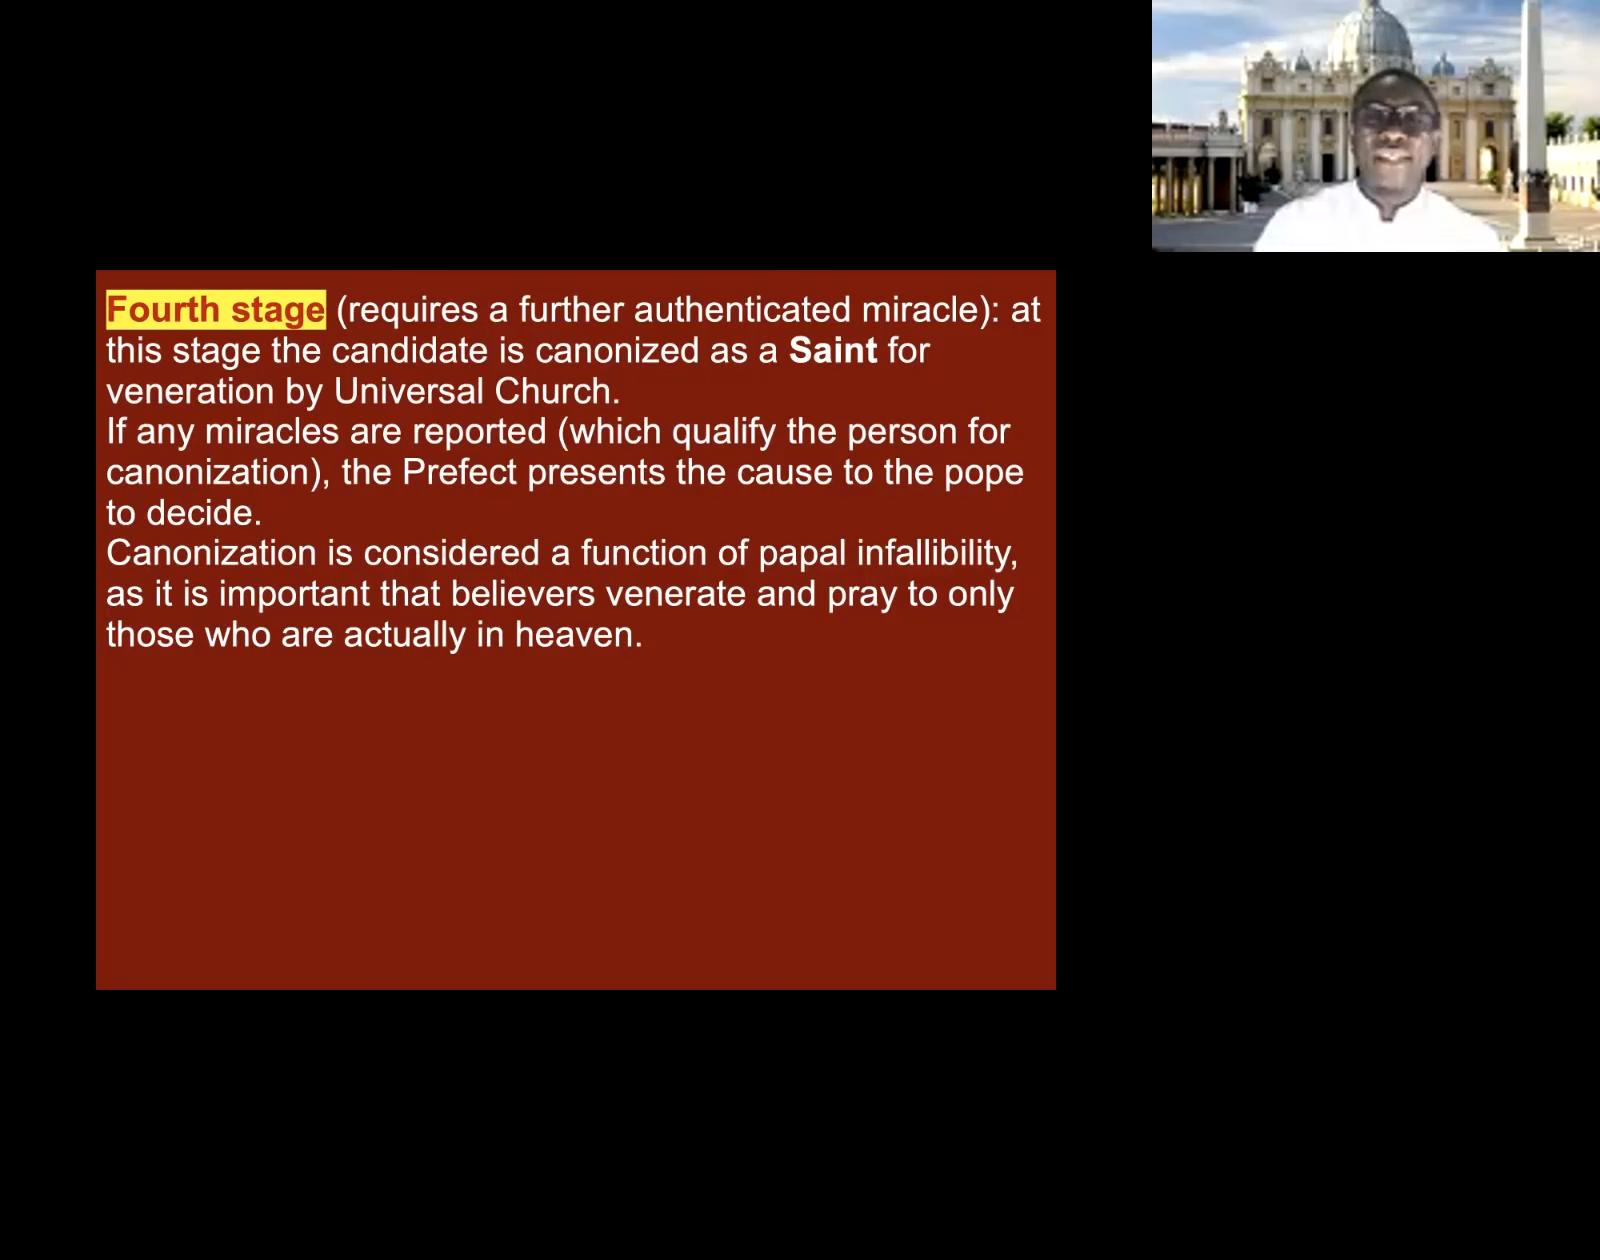 Fourth stage (requires a further authenticated miracle): at
this stage the candidate is canonized as a Saint for
veneration by Universal Church.
If any miracles are reported (which qualify the person for
canonization), the Prefect presents the cause to the pope
to decide.
Canonization is considered a function of papal infallibility,
as it is important that believers venerate and pray to only
those who are actually in heaven.